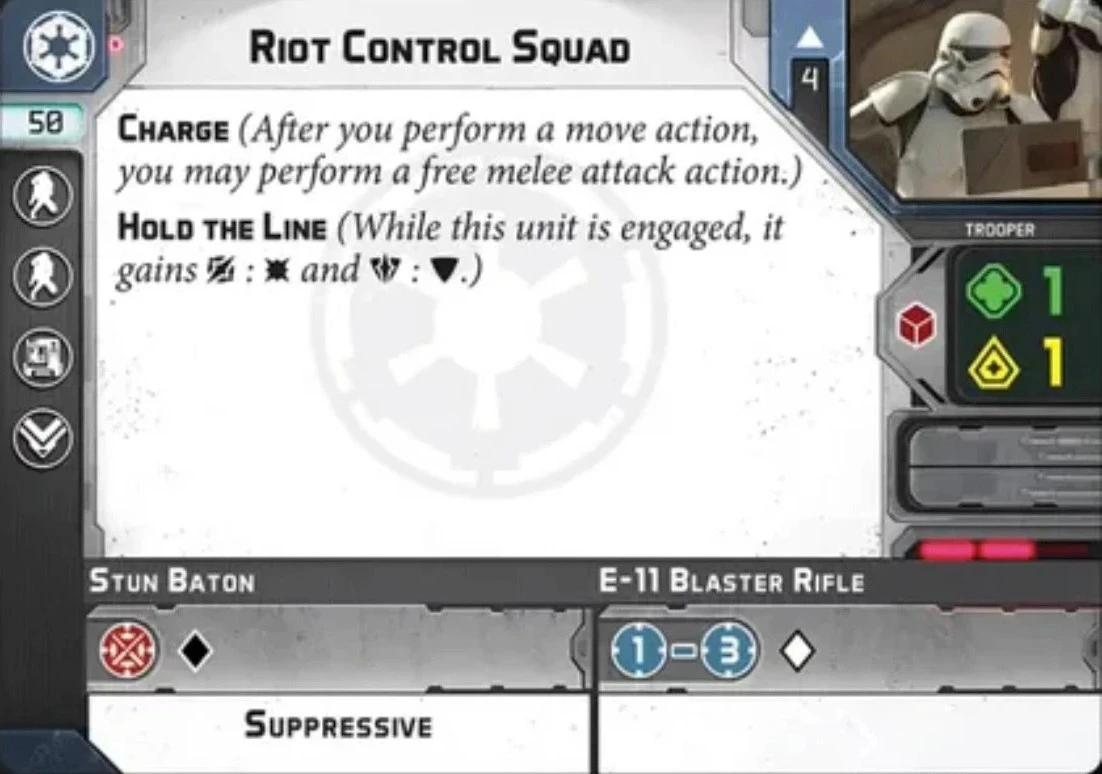 RIOT CONTROL SQUAD
4
50
CHARGE (After you perform a move action,
you may perform a free melee attack action.)
HOLD THE LINE (While this unit is engaged, it
gains : and : .)
TROOPER
1
1
STUN BATON
E-11 BLASTER RIFLE
1 - 3
SUPPRESSIVE